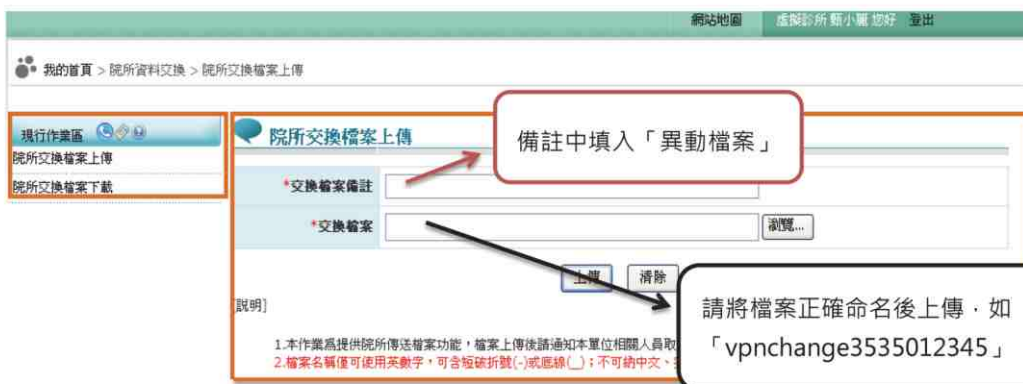 網站地圖 虛擬診所 甄小麗 您好 登出
我的首頁 > 院所資料交換 > 院所交換檔案上傳
現行作業區
院所交換檔案上傳
院所交換檔案下載
院所交換檔案上傳
備註中填入「異動檔案」
*交換檔案備註
*交換檔案
瀏覽...
上傳 清除
請將檔案正確命名後上傳,如
「vpnchange3535012345」
[說明]
1.本作業為提供院所傳送檔案功能,檔案上傳後請通知本單位相關人員取
2.檔案名稱僅可使用英數字,可含短破折號(-)或底線(_);不可納中文、